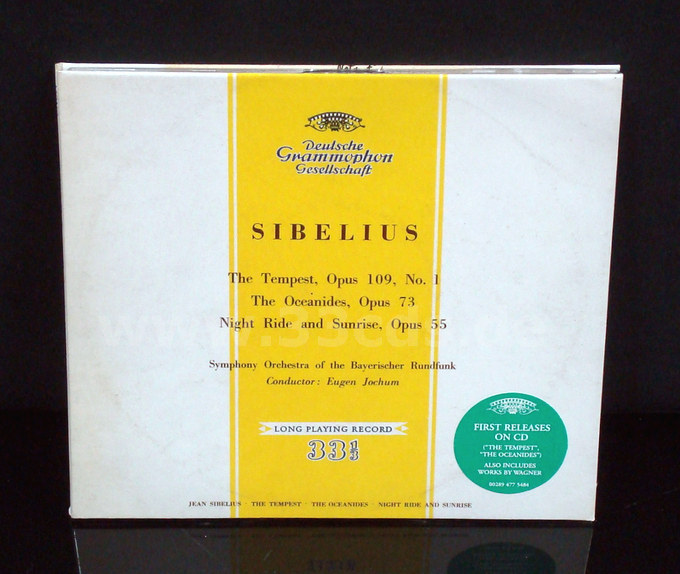 Deutsche
Grammophon
Gesellschaft
SIBELIUS
The Tempest, Opus 109, No. 1
The Oceanides, Opus 73
Night Ride and Sunrise, Opus 55
Symphony Orchestra of the Bayerischer Rundfunk
Conductor: Eugen Jochum
LONG PLAYING RECORD
33⅓
FIRST RELEASES
ON CD
("THE TEMPEST",
"THE OCEANIDES")
ALSO INCLUDES
WORKS BY WAGNER
00289 477 5484
JEAN SIBELIUS · THE TEMPEST · THE OCEANIDES · NIGHT RIDE AND SUNRISE